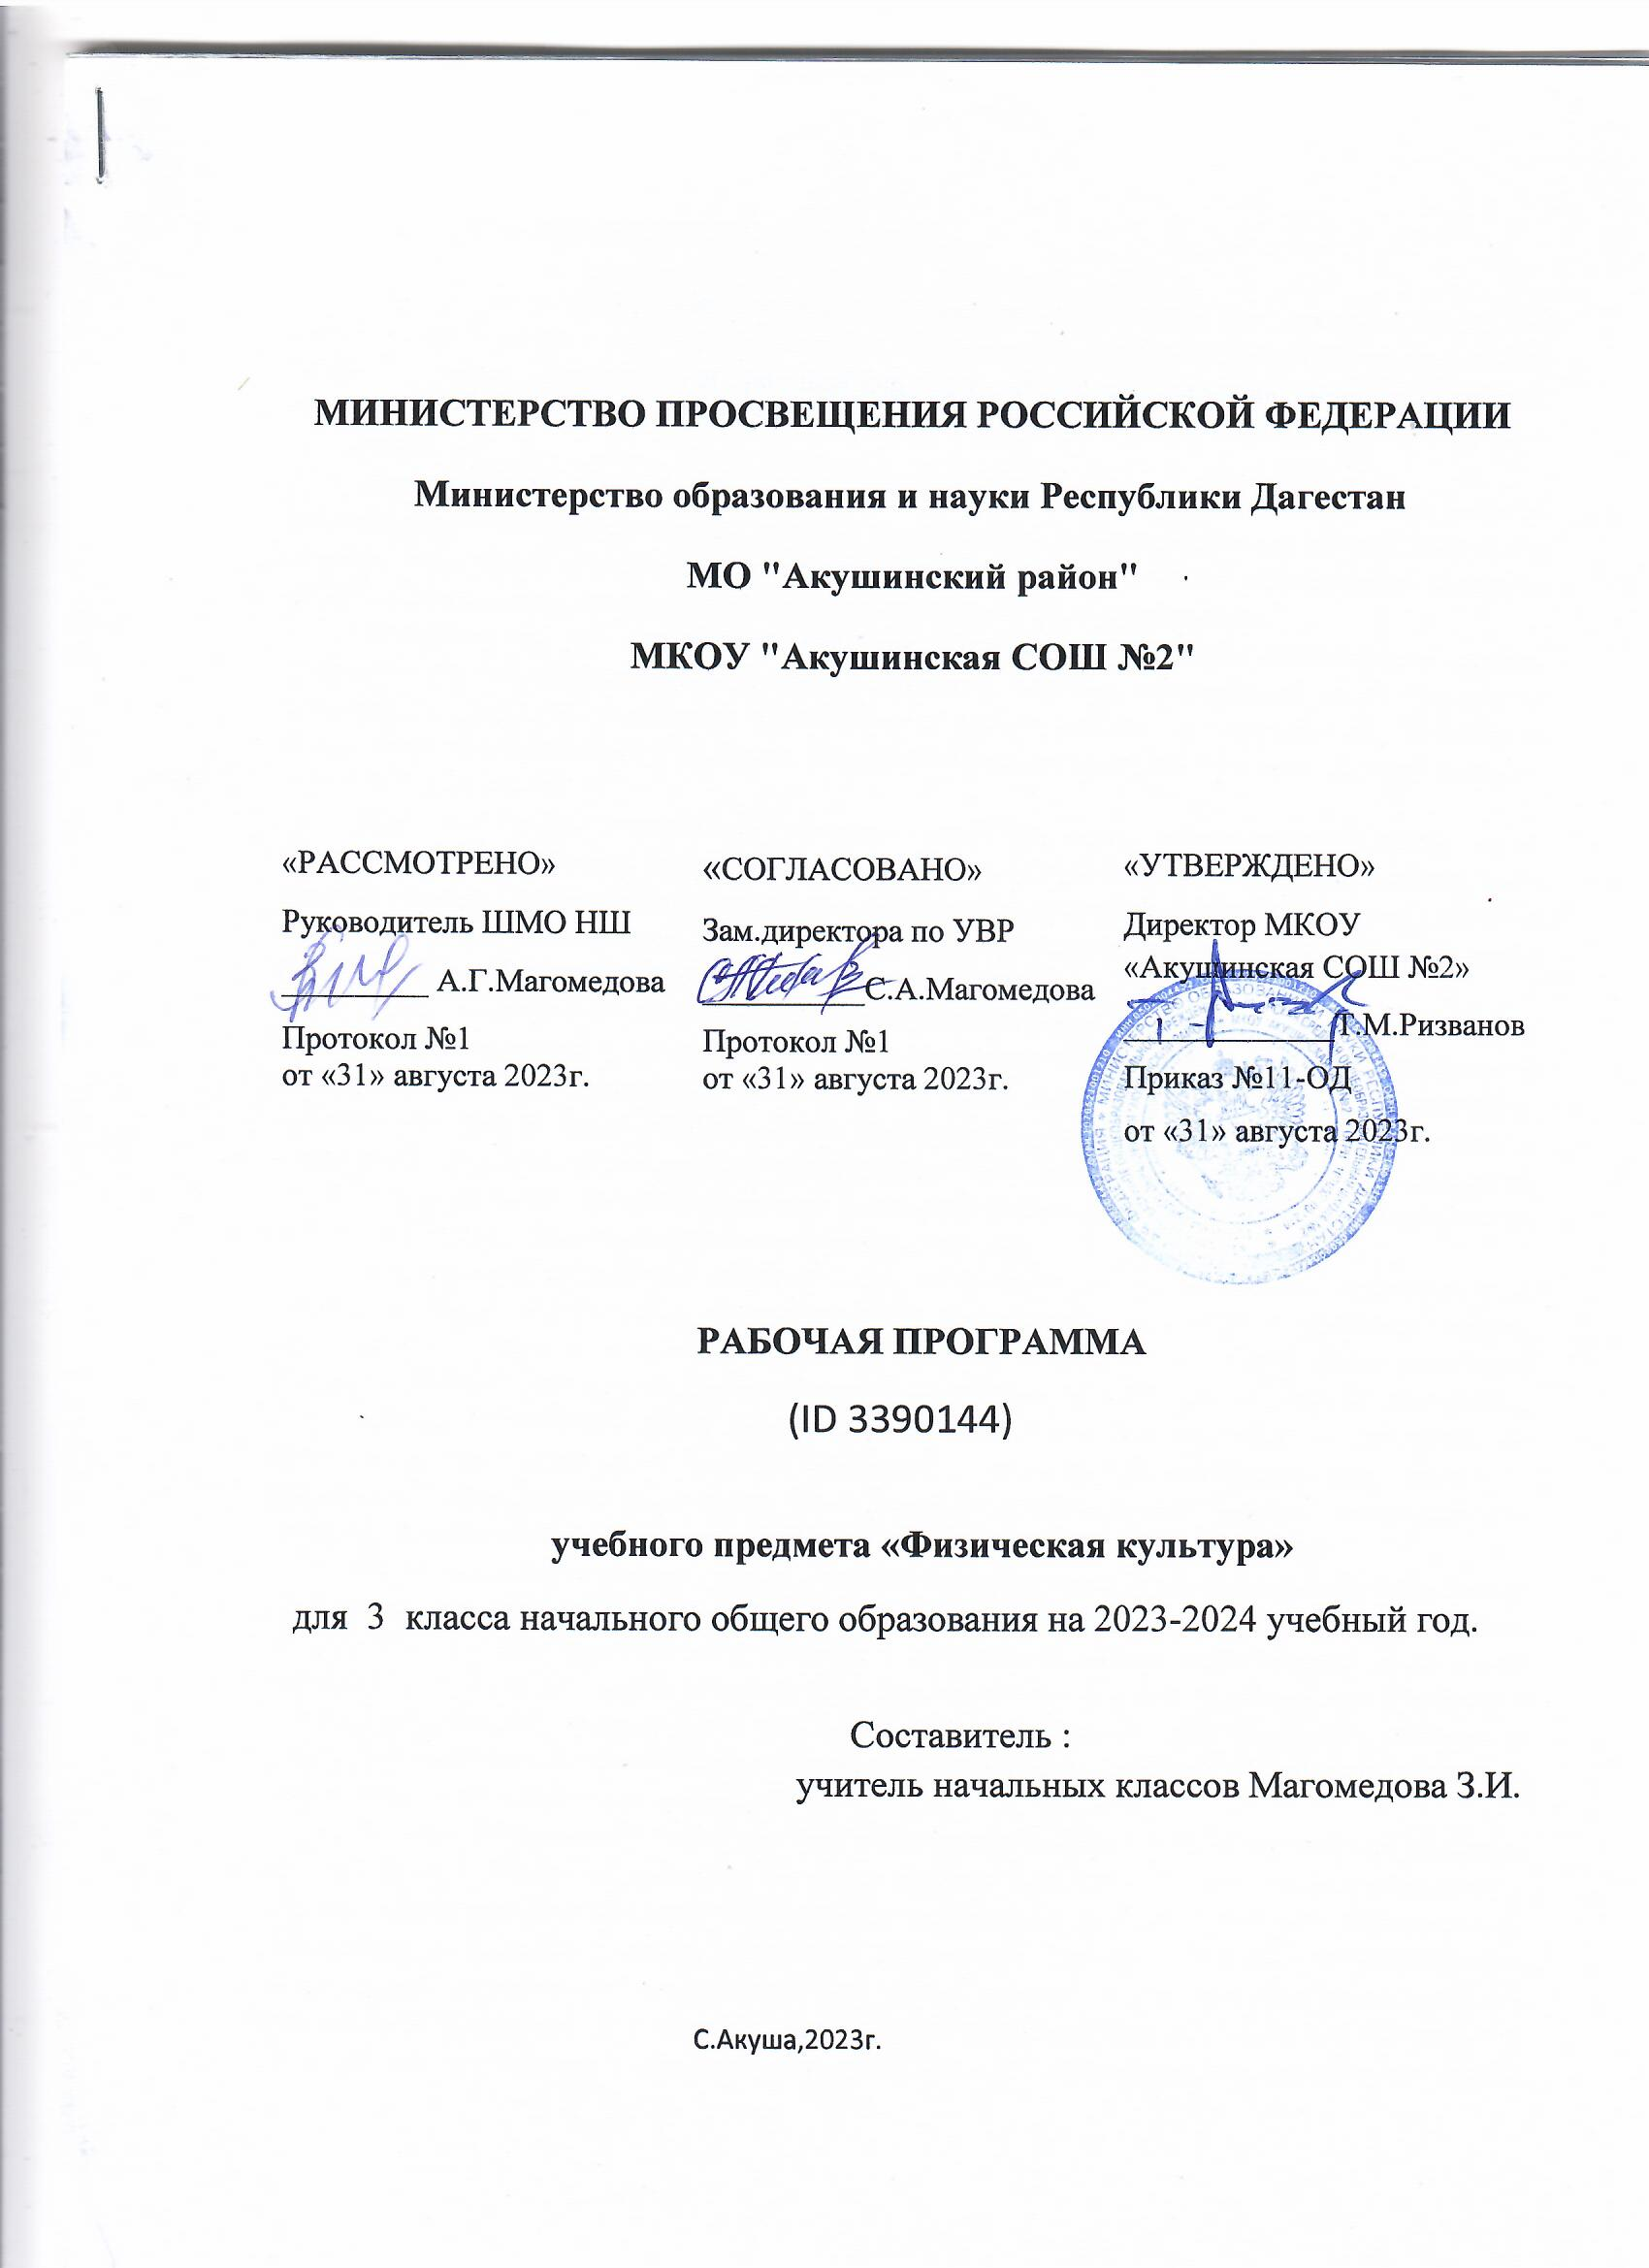 МИНИСТЕРСТВО ПРОСВЕЩЕНИЯ РОССИЙСКОЙ ФЕДЕРАЦИИ
Министерство образования и науки Республики Дагестан
МО "Акушинский район"
МКОУ "Акушинская СОШ №2"
«РАССМОТРЕНО»
Руководитель ШМО НШ
А.Г.Магомедова
Протокол №1
от «31» августа 2023г.
«СОГЛАСОВАНО»
Зам.директора по УВР
С.А.Магомедова
Протокол №1
от «31» августа 2023г.
«УТВЕРЖДЕНО»
Директор МКОУ
«Акушинская СОШ №2»
Т.М.Ризванов
Приказ №11-ОД
от «31» августа 2023г.
РАБОЧАЯ ПРОГРАММА
(ID 3390144)
учебного предмета «Физическая культура»
для 3 класса начального общего образования на 2023-2024 учебный год.
Составитель :
учитель начальных классов Магомедова З.И.
С.Акуша,2023г.